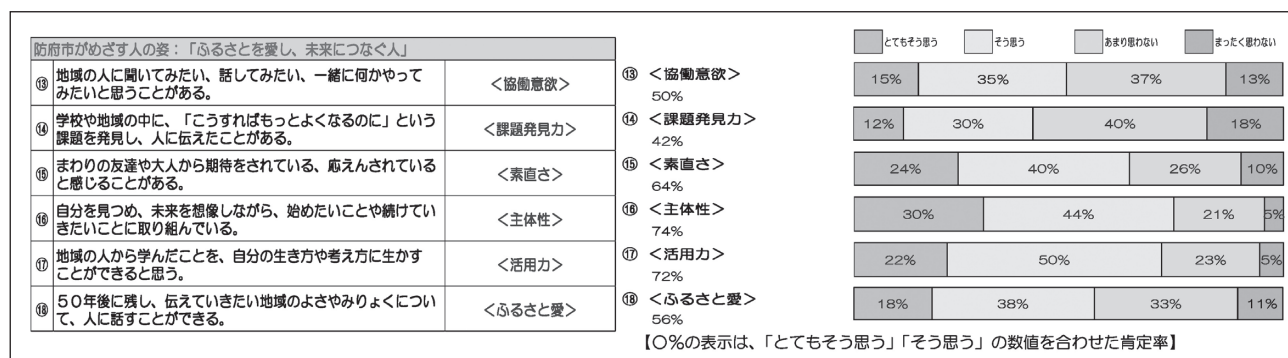 防府市がめざす人の姿：「ふるさとを愛し、未来につなぐ人」
⑬ 地域の人に聞いてみたい、話してみたい、一緒に何かやって
みたいと思うことがある。
<協働意欲>
⑭ 学校や地域の中に、「こうすればもっとよくなるのに」という
課題を発見し、人に伝えたことがある。
<課題発見力>
⑮ まわりの友達や大人から期待をされている、応えんされている
と感じることがある。
<素直さ>
⑯ 自分を見つめ、未来を想像しながら、始めたいことや続けてい
きたいことに取り組んでいる。
<主体性>
⑰ 地域の人から学んだことを、自分の生き方や考え方に生かす
ことができると思う。
<活用力>
⑱ ５０年後に残し、伝えていきたい地域のよさやみりょくについ
て、人に話すことができる。
<ふるさと愛>
とてもそう思う そう思う あまり思わない まったく思わない
⑬ <協働意欲>
50%
15% 35% 37% 13%
⑭ <課題発見力>
42%
12% 30% 40% 18%
⑮ <素直さ>
64%
24% 40% 26% 10%
⑯ <主体性>
74%
30% 44% 21% 5%
⑰ <活用力>
72%
22% 50% 23% 5%
⑱ <ふるさと愛>
56%
18% 38% 33% 11%
【○％の表示は、「とてもそう思う」「そう思う」の数値を合わせた肯定率】